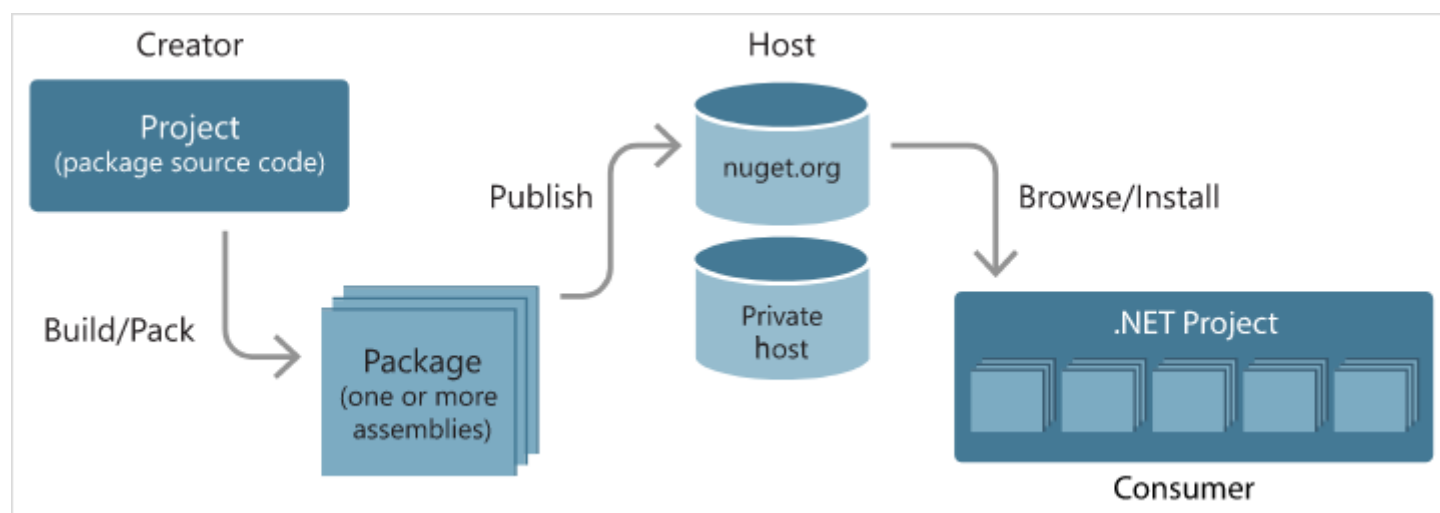 Creator
Project
(package source code)
Build/Pack
Package
(one or more
assemblies)
Publish
Host
nuget.org
Private
host
Browse/Install
.NET Project
Consumer